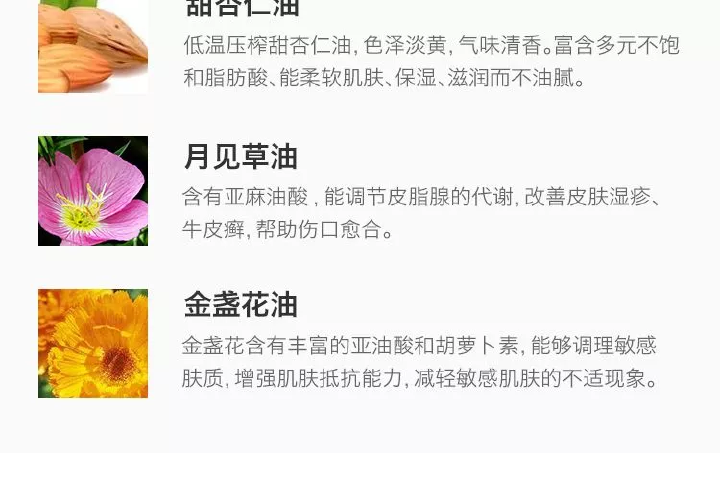 甜杏仁油
低温压榨甜杏仁油,色泽淡黄,气味清香。富含多元不饱
和脂肪酸、能柔软肌肤、保湿、滋润而不油腻。
月见草油
含有亚麻油酸,能调节皮脂腺的代谢,改善皮肤湿疹、
牛皮癣,帮助伤口愈合。
金盏花油
金盏花含有丰富的亚油酸和胡萝卜素,能够调理敏感
肤质,增强肌肤抵抗能力,减轻敏感肌肤的不适现象。